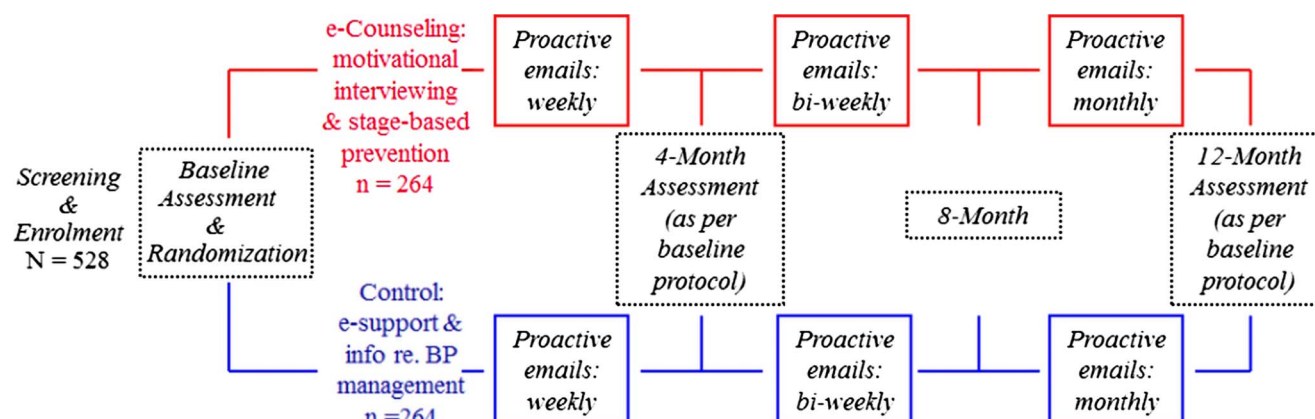 Screening
&
Enrolment
N = 528
Baseline
Assessment
&
Randomization
e-Counseling:
motivational
interviewing
& stage-based
prevention
n = 264
Proactive
emails:
weekly
4-Month
Assessment
(as per
baseline
protocol)
Proactive
emails:
bi-weekly
8-Month
Proactive
emails:
monthly
12-Month
Assessment
(as per
baseline
protocol)
Control:
e-support &
info re. BP
management
n =264
Proactive
emails:
weekly
Proactive
emails:
bi-weekly
Proactive
emails:
monthly